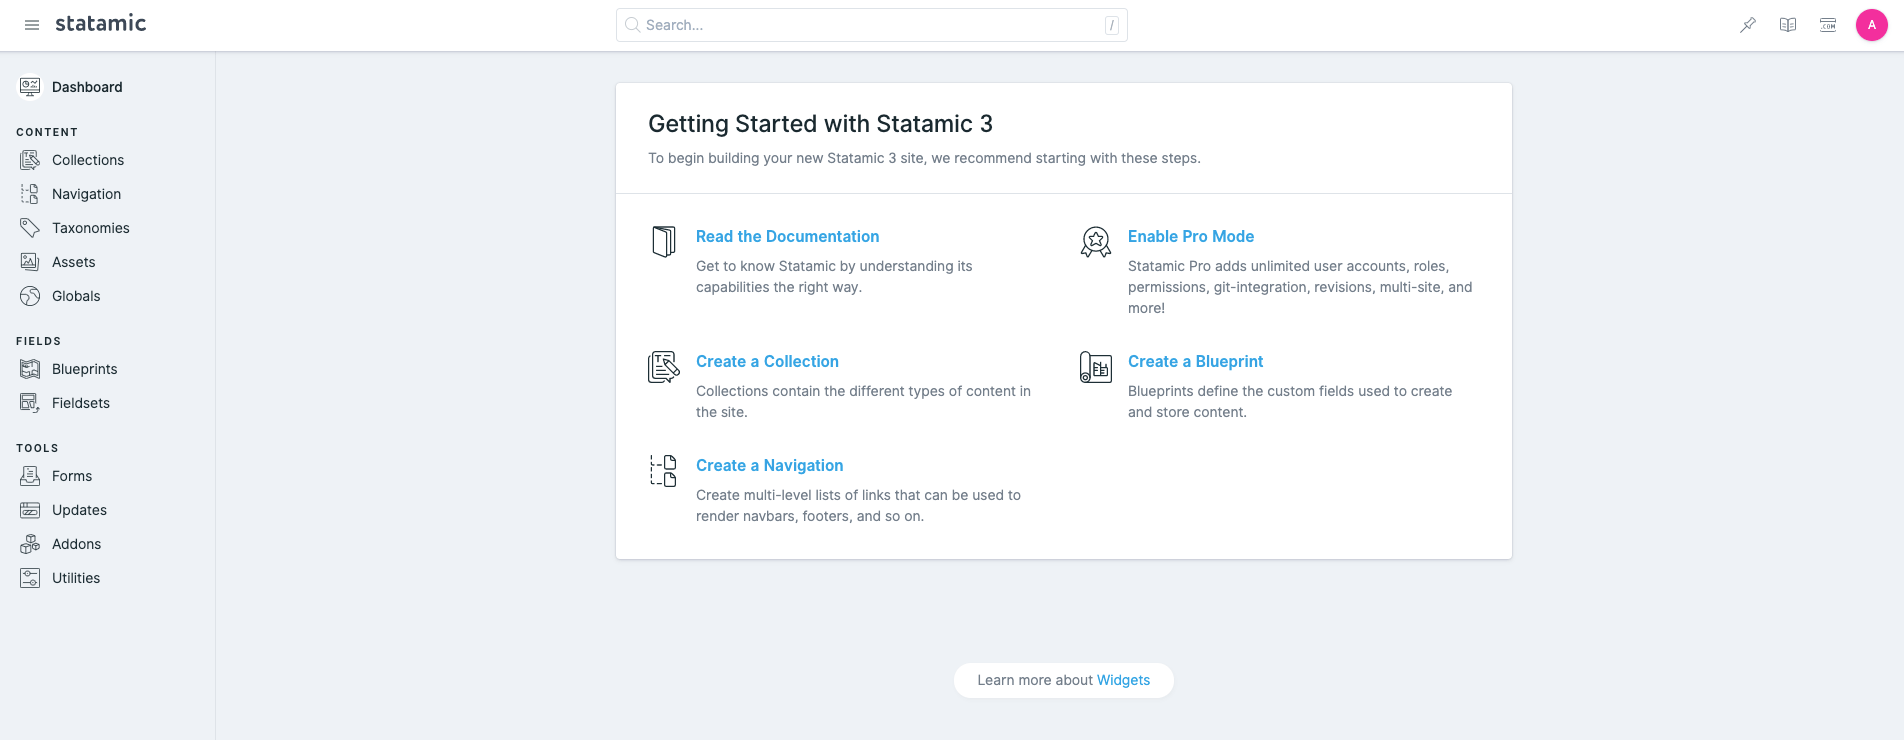 statamic
Search...
/
A
Dashboard
CONTENT
Collections
Navigation
Taxonomies
Assets
Globals
FIELDS
Blueprints
Fieldsets
TOOLS
Forms
Updates
Addons
Utilities
Getting Started with Statamic 3
To begin building your new Statamic 3 site, we recommend starting with these steps.
Read the Documentation
Get to know Statamic by understanding its
capabilities the right way.
Enable Pro Mode
Statamic Pro adds unlimited user accounts, roles,
permissions, git-integration, revisions, multi-site, and
more!
Create a Collection
Collections contain the different types of content in
the site.
Create a Blueprint
Blueprints define the custom fields used to create
and store content.
Create a Navigation
Create multi-level lists of links that can be used to
render navbars, footers, and so on.
Learn more about Widgets